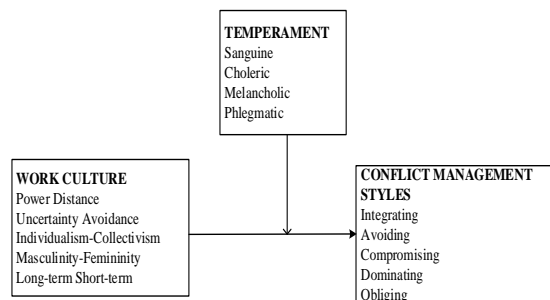 TEMPERAMENT
Sanguine
Choleric
Melancholic
Phlegmatic
WORK CULTURE
Power Distance
Uncertainty Avoidance
Individualism-Collectivism
Masculinity-Femininity
Long-term Short-term
CONFLICT MANAGEMENT
STYLES
Integrating
Avoiding
Compromising
Dominating
Obliging